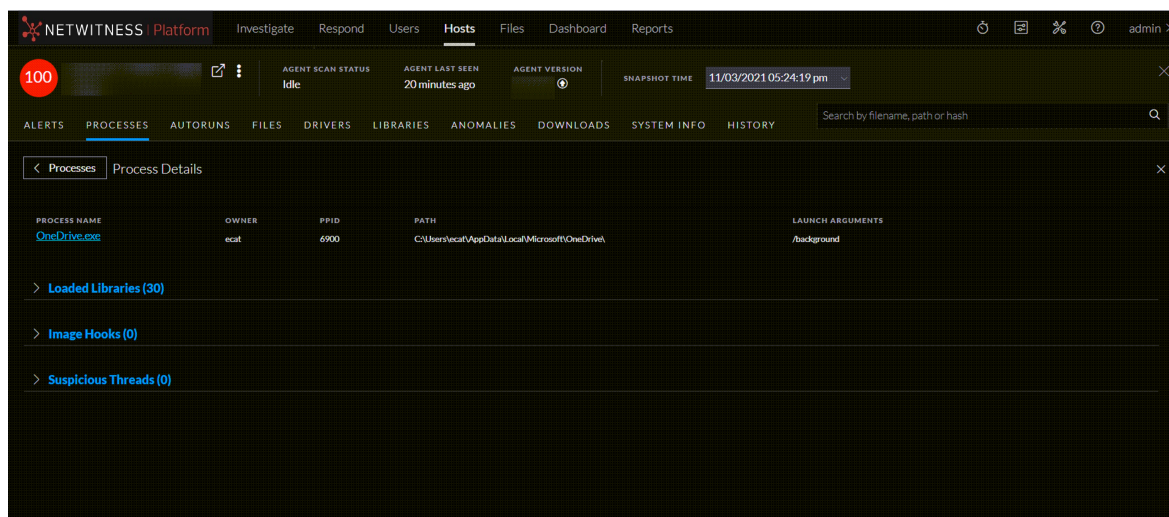 NETWITNESS Platform Investigate Respond Users Hosts Files Dashboard Reports admin
100 AGENT SCAN STATUS AGENT LAST SEEN AGENT VERSION SNAPSHOT TIME 11/03/2021 05:24:19 pm
Idle 20 minutes ago
ALERTS PROCESSES AUTORUNS FILES DRIVERS LIBRARIES ANOMALIES DOWNLOADS SYSTEM INFO HISTORY Search by filename, path or hash
Processes Process Details
PROCESS NAME OWNER PPID PATH LAUNCH ARGUMENTS
OneDrive.exe ecat 6900 C:\Users\ecat\AppData\Local\Microsoft\OneDrive\ /background
Loaded Libraries (30)
Image Hooks (0)
Suspicious Threads (0)